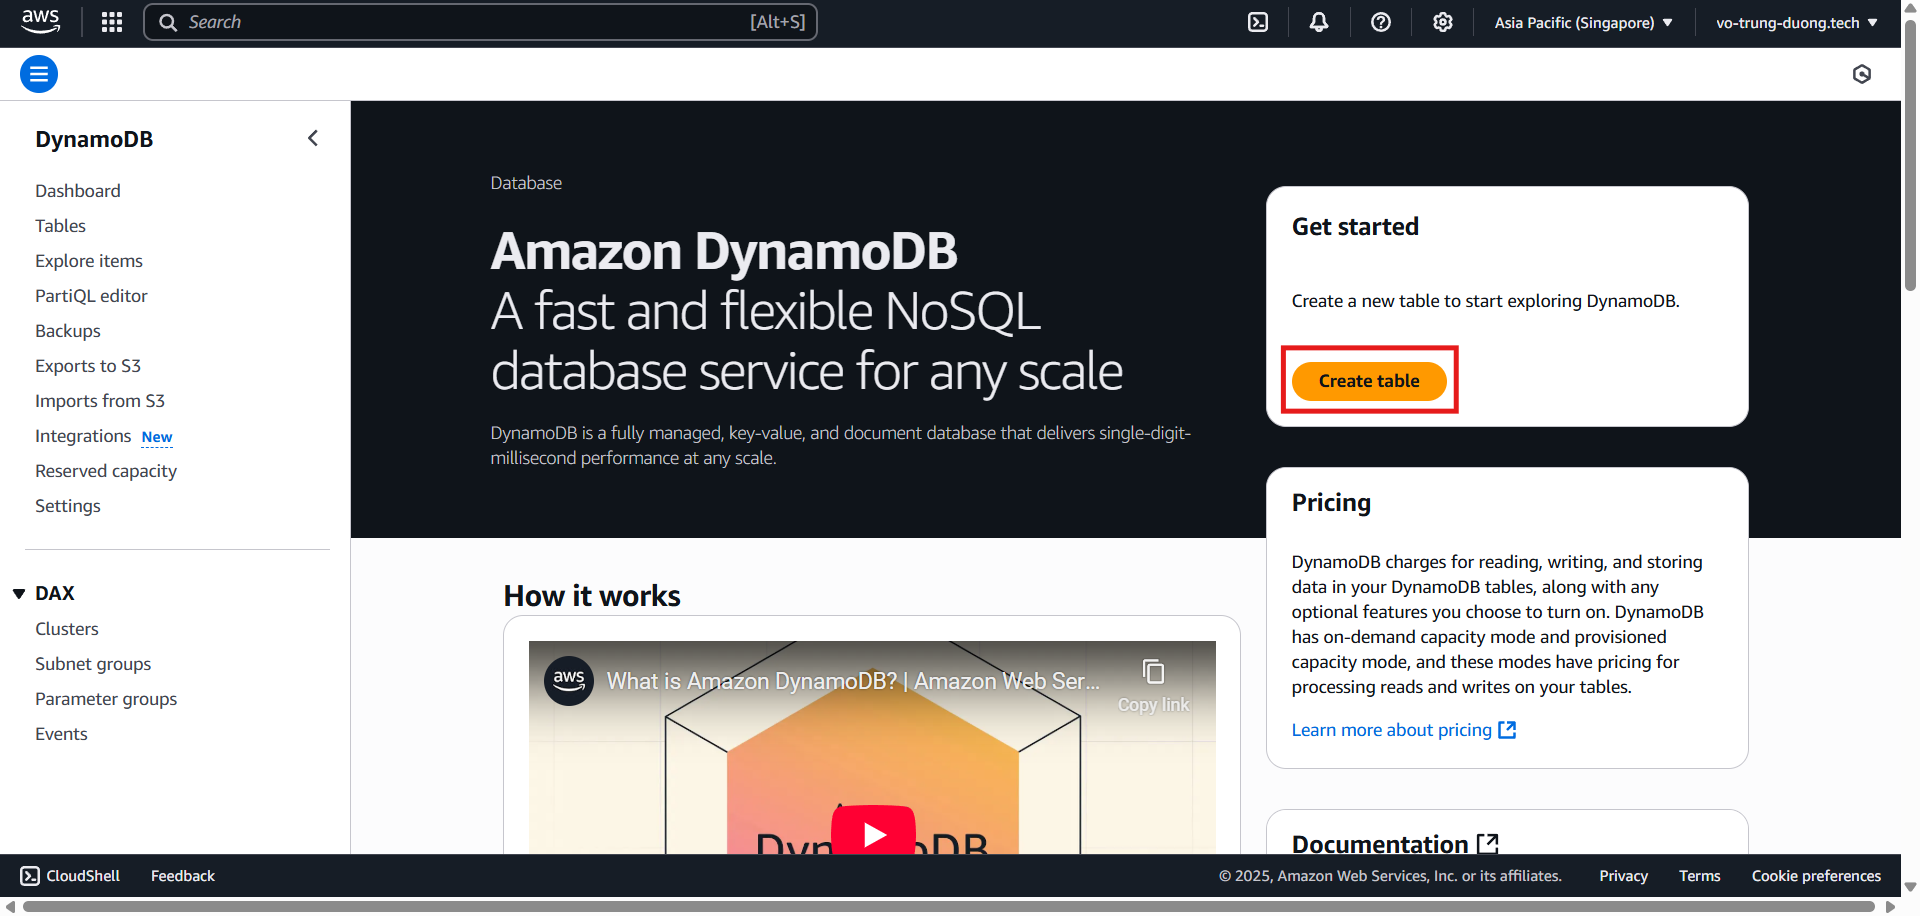 aws
Search
[Alt+S]
Asia Pacific (Singapore)
vo-trung-duong.tech
DynamoDB
Dashboard
Tables
Explore items
PartiQL editor
Backups
Exports to S3
Imports from S3
Integrations New
Reserved capacity
Settings
DAX
Clusters
Subnet groups
Parameter groups
Events
Database
Amazon DynamoDB
A fast and flexible NoSQL
database service for any scale
DynamoDB is a fully managed, key-value, and document database that delivers single-digit-
millisecond performance at any scale.
Get started
Create a new table to start exploring DynamoDB.
Create table
Pricing
DynamoDB charges for reading, writing, and storing
data in your DynamoDB tables, along with any
optional features you choose to turn on. DynamoDB
has on-demand capacity mode and provisioned
capacity mode, and these modes have pricing for
processing reads and writes on your tables.
Learn more about pricing
How it works
aws
What is Amazon DynamoDB? | Amazon Web Ser...
Copy link
Documentation
CloudShell
Feedback
© 2025, Amazon Web Services, Inc. or its affiliates.
Privacy
Terms
Cookie preferences